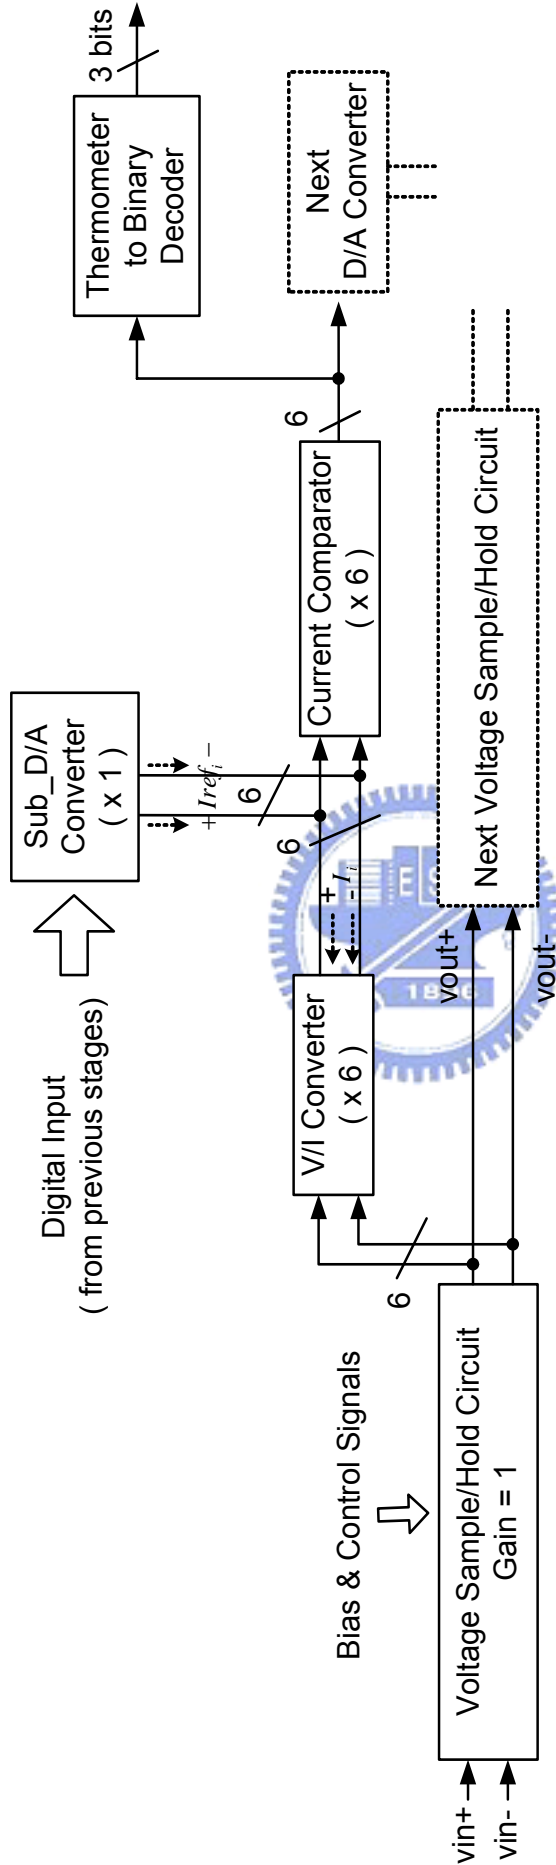 Digital Input
( from previous stages)
Sub_D/A
Converter
( x 1 )
Thermometer
to Binary
Decoder
3 bits
+ Iref_i −
6
6
6
Bias & Control Signals
V/I Converter
( x 6 )
+
- I_i
Current Comparator
( x 6 )
Next
D/A Converter
6
vin+
vin-
Voltage Sample/Hold Circuit
Gain = 1
vout+
vout-
Next Voltage Sample/Hold Circuit
E S
1896